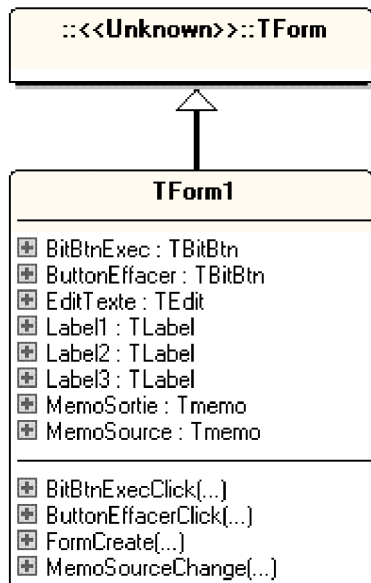 ::<<Unknown>>::TForm
TForm1
BitBtnExec : TBitBtn
ButtonEffacer : TBitBtn
EditTexte : TEdit
Label1 : TLabel
Label2 : TLabel
Label3 : TLabel
MemoSortie : Tmemo
MemoSource : Tmemo
BitBtnExecClick(...)
ButtonEffacerClick(...)
FormCreate(...)
MemoSourceChange(...)